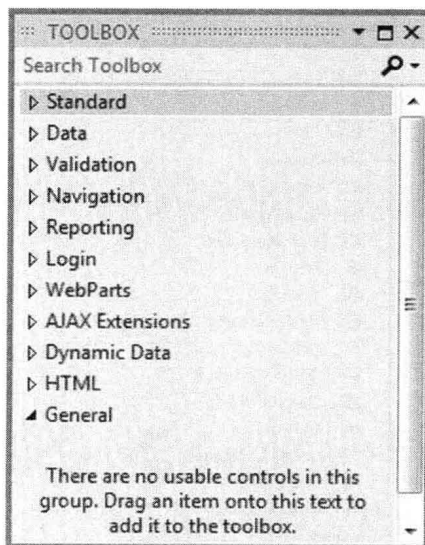 TOOLBOX
Search Toolbox
Standard
Data
Validation
Navigation
Reporting
Login
WebParts
AJAX Extensions
Dynamic Data
HTML
General
There are no usable controls in this
group. Drag an item onto this text to
add it to the toolbox.